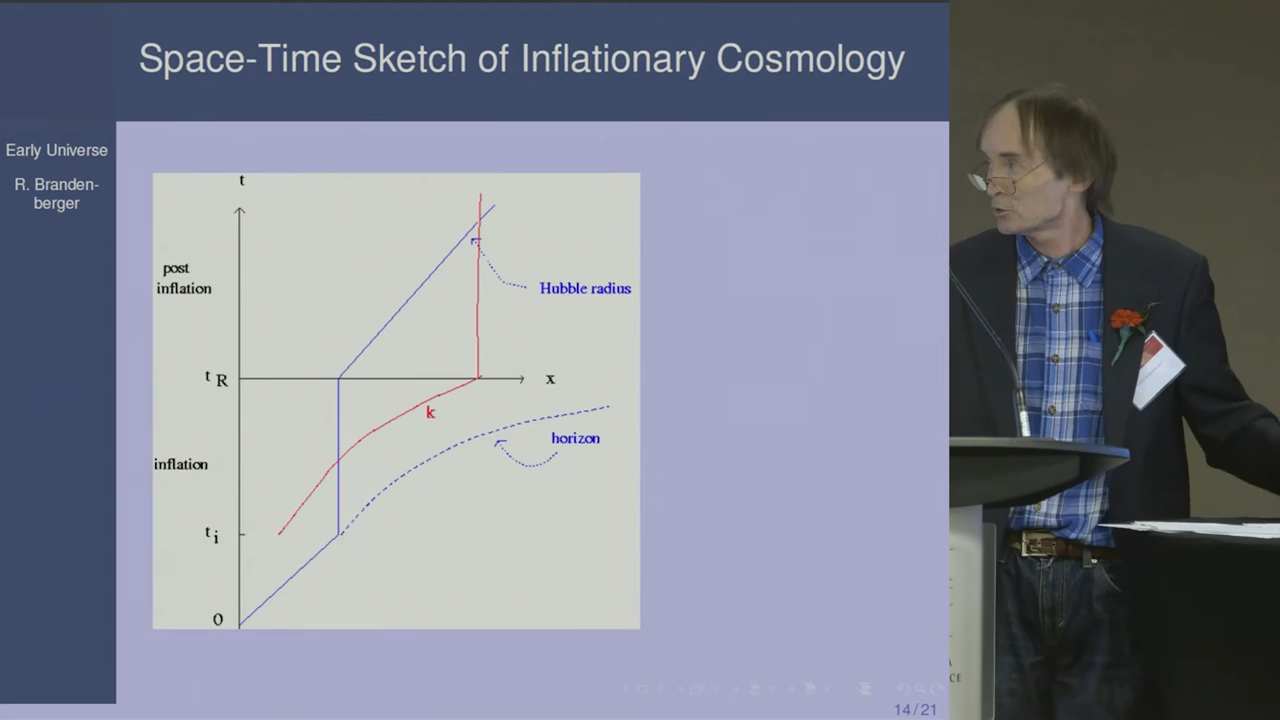 Space-Time Sketch of Inflationary Cosmology
Early Universe
R. Branden-
berger
t
post
inflation
Hubble radius
t R
x
k
horizon
inflation
t i
0
14/21
CE